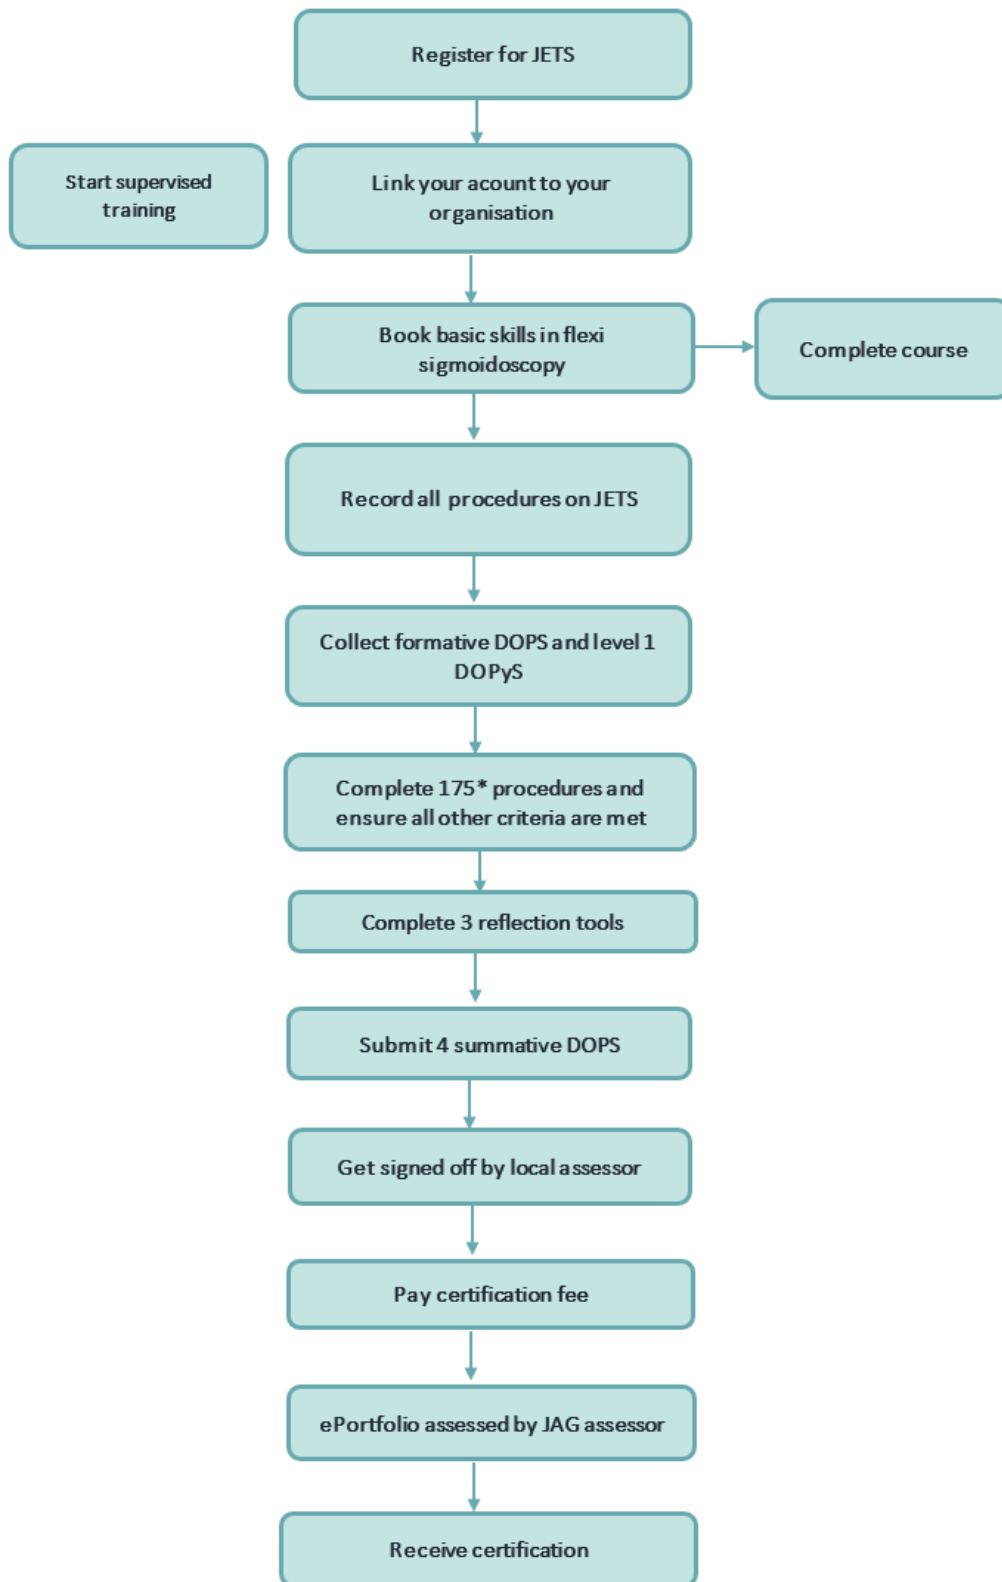 Register for JETS
Start supervised
training
Link your acount to your
organisation
Book basic skills in flexi
sigmoidoscopy
Complete course
Record all procedures on JETS
Collect formative DOPS and level 1
DOPyS
Complete 175* procedures and
ensure all other criteria are met
Complete 3 reflection tools
Submit 4 summative DOPS
Get signed off by local assessor
Pay certification fee
ePortfolio assessed by JAG assessor
Receive certification